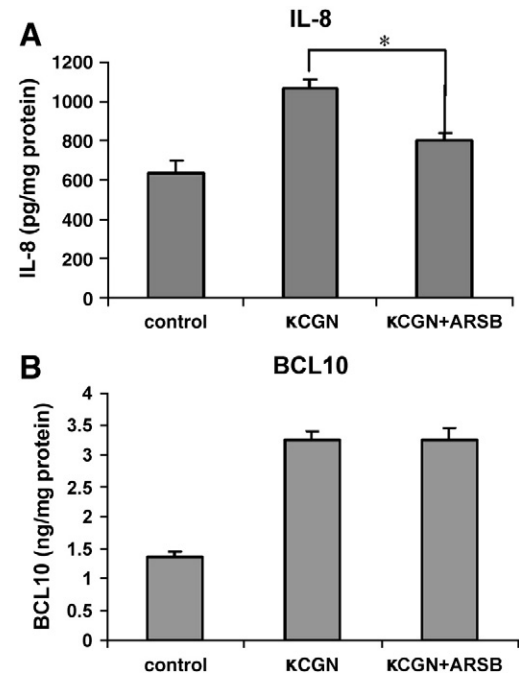 A
IL-8
*
1200
1000
800
600
400
200
0
IL-8 (pg/mg protein)
control
κCGN
κCGN+ARSB
B
BCL10
4
3.5
3
2.5
2
1.5
1
0.5
0
BCL10 (ng/mg protein)
control
κCGN
κCGN+ARSB